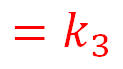 = k₃